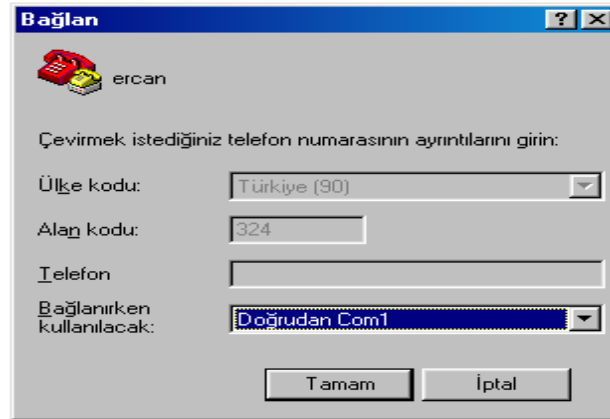 Bağlan
ercan
Çevirmek istediğiniz telefon numarasının ayrıntılarını girin:
Ülke kodu: Türkiye (90)
Alan kodu: 324
Telefon
Bağlanırken
kullanılacak: Doğrudan Com1
Tamam İptal